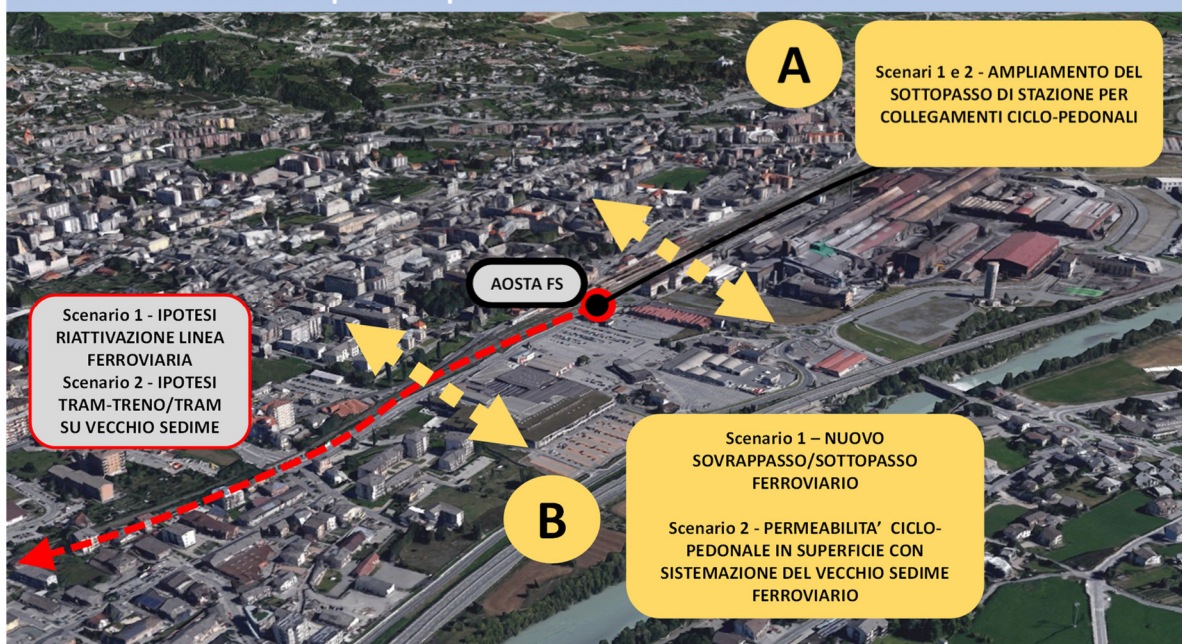 A
Scenari 1 e 2 - AMPLIAMENTO DEL
SOTTOPASSO DI STAZIONE PER
COLLEGAMENTI CICLO-PEDONALI
AOSTA FS
Scenario 1 - IPOTESI
RIATTIVAZIONE LINEA
FERROVIARIA
Scenario 2 - IPOTESI
TRAM-TRENO/TRAM
SU VECCHIO SEDIME
B
Scenario 1 – NUOVO
SOVRAPPASSO/SOTTOPASSO
FERROVIARIO
Scenario 2 - PERMEABILITA’ CICLO-
PEDONALE IN SUPERFICIE CON
SISTEMAZIONE DEL VECCHIO SEDIME
FERROVIARIO